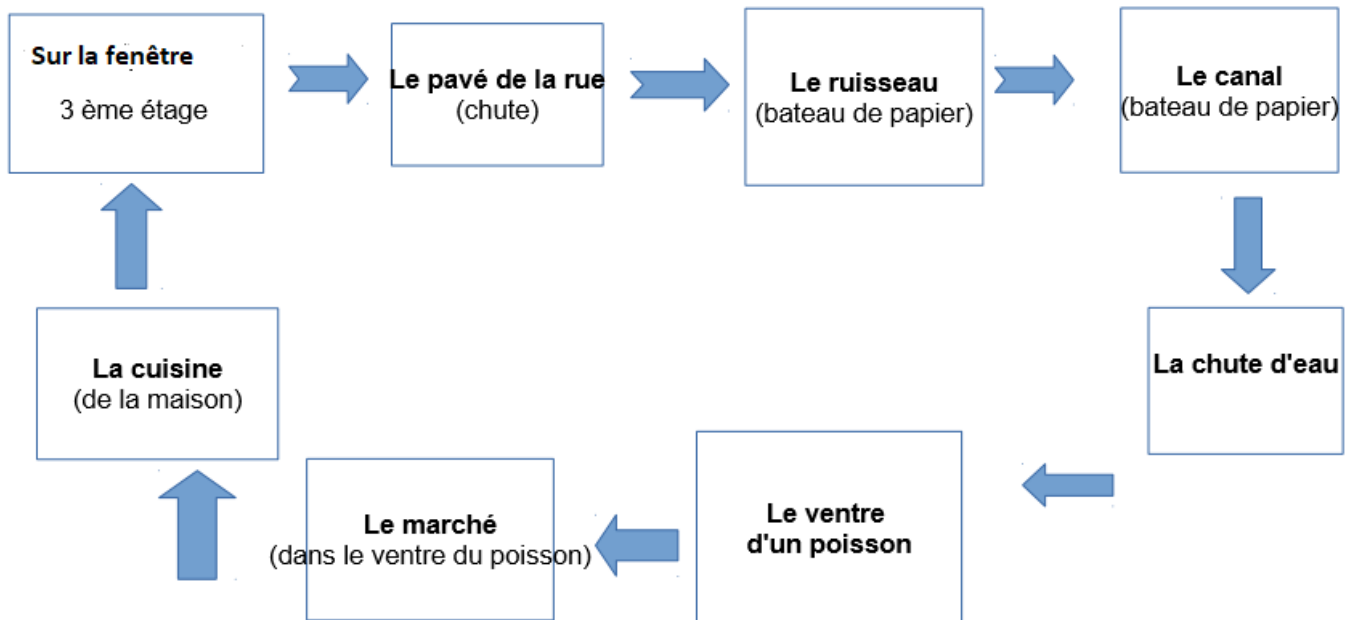 Sur la fenêtre
3 ème étage
Le pavé de la rue
(chute)
Le ruisseau
(bateau de papier)
Le canal
(bateau de papier)
La chute d'eau
Le ventre
d'un poisson
Le marché
(dans le ventre du poisson)
La cuisine
(de la maison)